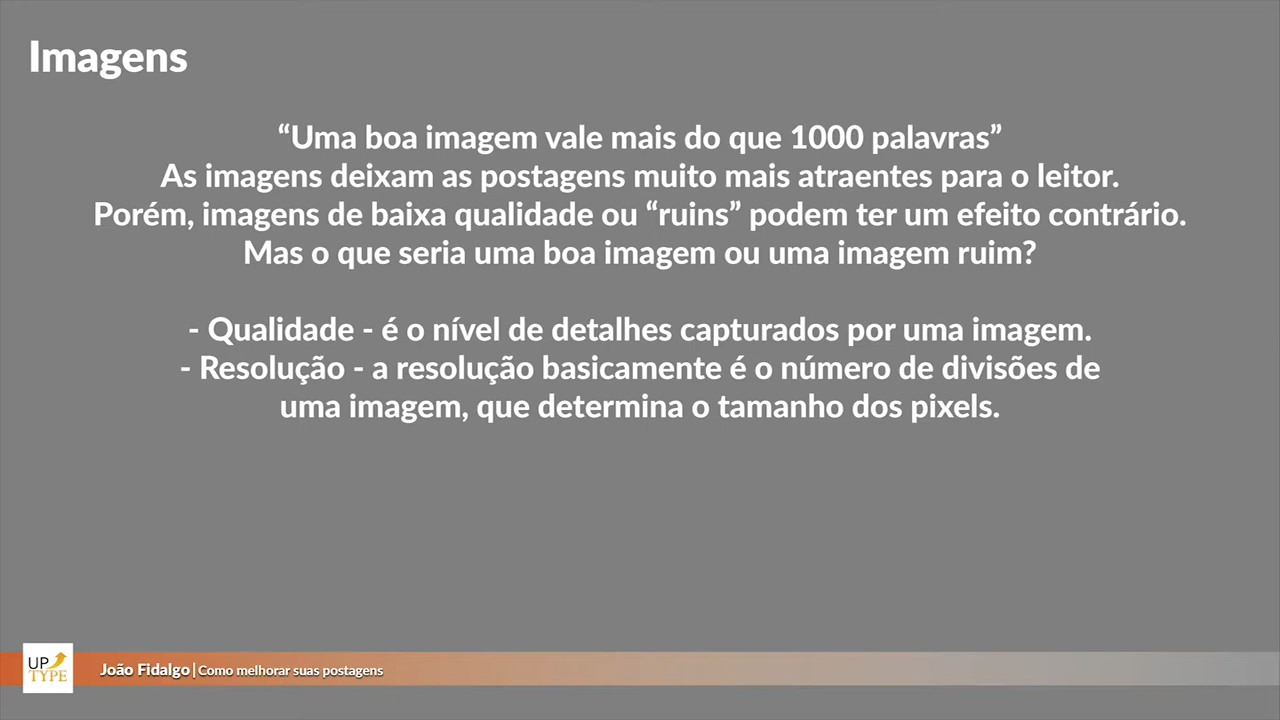 Imagens
“Uma boa imagem vale mais do que 1000 palavras”
As imagens deixam as postagens muito mais atraentes para o leitor.
Porém, imagens de baixa qualidade ou “ruins” podem ter um efeito contrário.
Mas o que seria uma boa imagem ou uma imagem ruim?
- Qualidade - é o nível de detalhes capturados por uma imagem.
- Resolução - a resolução basicamente é o número de divisões de
uma imagem, que determina o tamanho dos pixels.
UP
TYPE
João Fidalgo|Como melhorar suas postagens